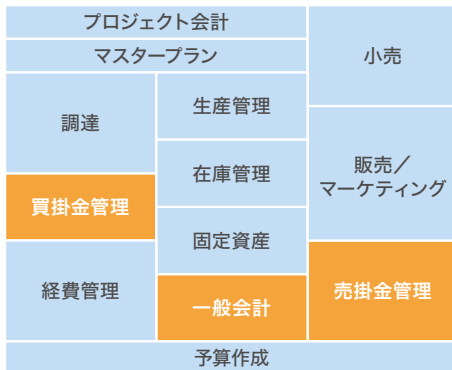 プロジェクト会計
マスタープラン
小売
調達
生産管理
在庫管理
販売／
マーケティング
買掛金管理
固定資産
経費管理
一般会計
売掛金管理
予算作成